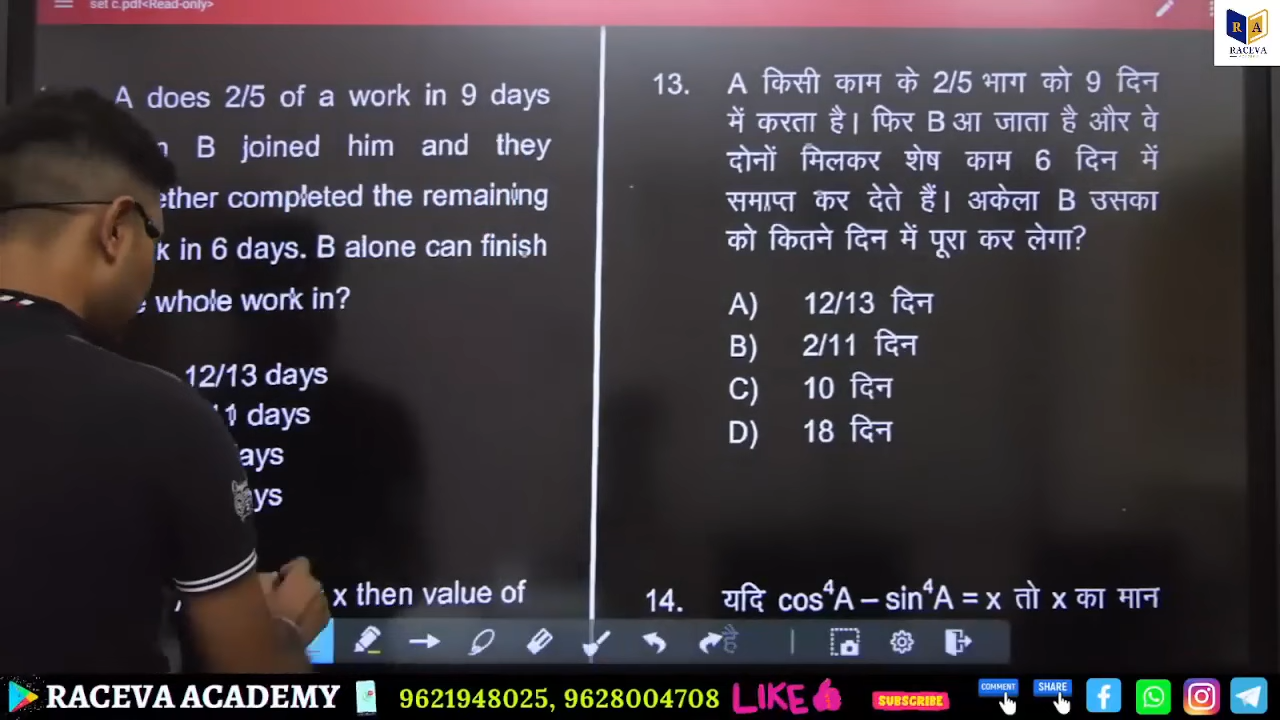 set c.pdf<Read-only>
RACEVA
A does 2/5 of a work in 9 days
B joined him and they
completed the remaining
in 6 days. B alone can finish
whole work in?
12/13 days
days
13. A किसी काम के 2/5 भाग को 9 दिन
में करता है। फिर B आ जाता है और वे
दोनों मिलकर शेष काम 6 दिन में
समाप्त कर देते हैं। अकेला B उसका
को कितने दिन में पूरा कर लेगा?
A) 12/13 दिन
B) 2/11 दिन
C) 10 दिन
D) 18 दिन
x then value of
14. यदि cos⁴A – sin⁴A = x तो x का मान
है
RACEVA ACADEMY
9621948025, 9628004708
LIKE
SUBSCRIBE
COMMENT
SHARE